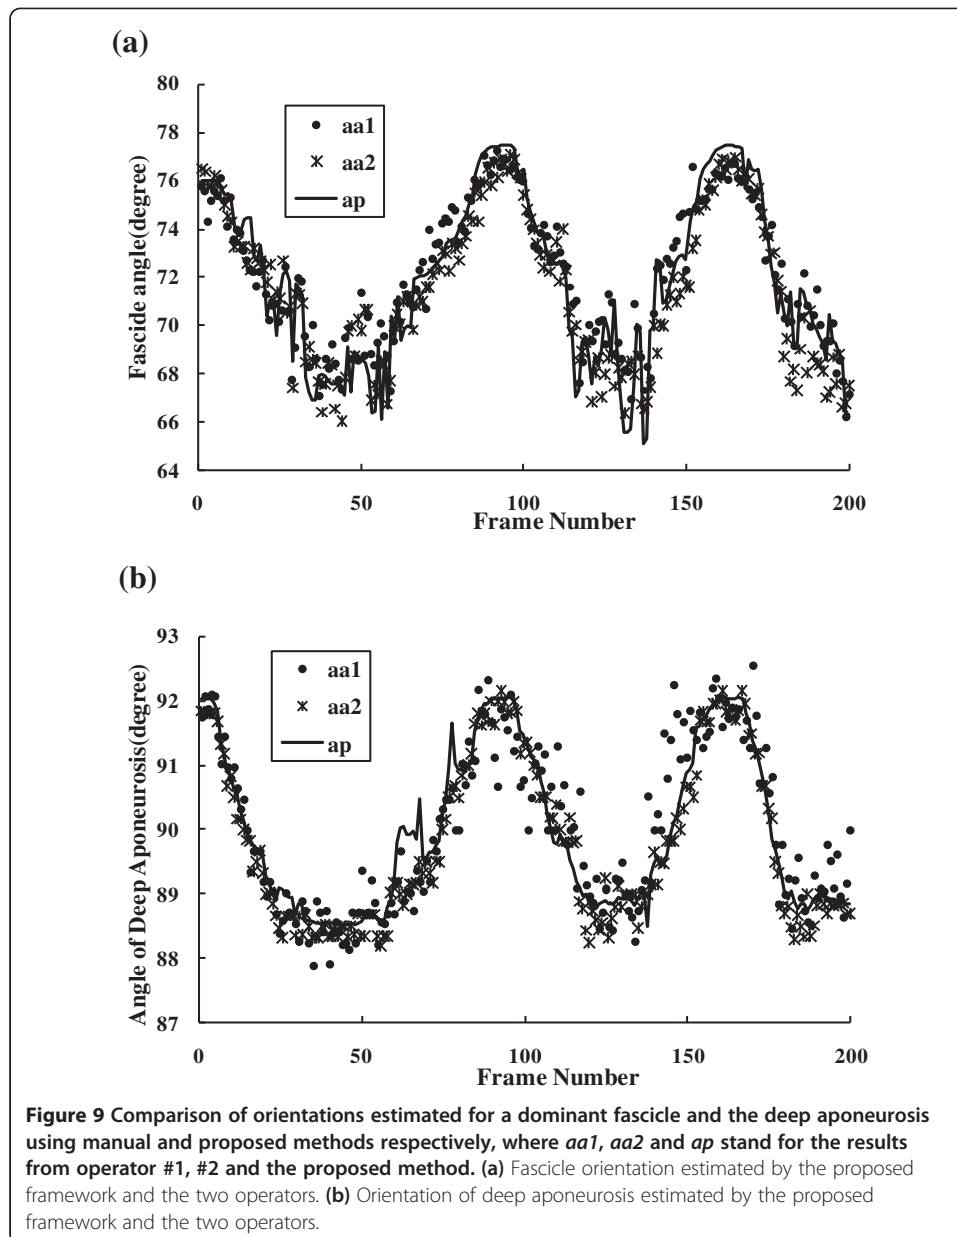 (a)
80
78
76
74
72
70
68
66
64
Fascide angle(degree)
aa1
aa2
ap
0
50
100
150
200
Frame Number
(b)
93
92
91
90
89
88
87
Angle of Deep Aponeurosis(degree)
aa1
aa2
ap
0
50
100
150
200
Frame Number
Figure 9 Comparison of orientations estimated for a dominant fascicle and the deep aponeurosis
using manual and proposed methods respectively, where aa1, aa2 and ap stand for the results
from operator #1, #2 and the proposed method. (a) Fascicle orientation estimated by the proposed
framework and the two operators. (b) Orientation of deep aponeurosis estimated by the proposed
framework and the two operators.